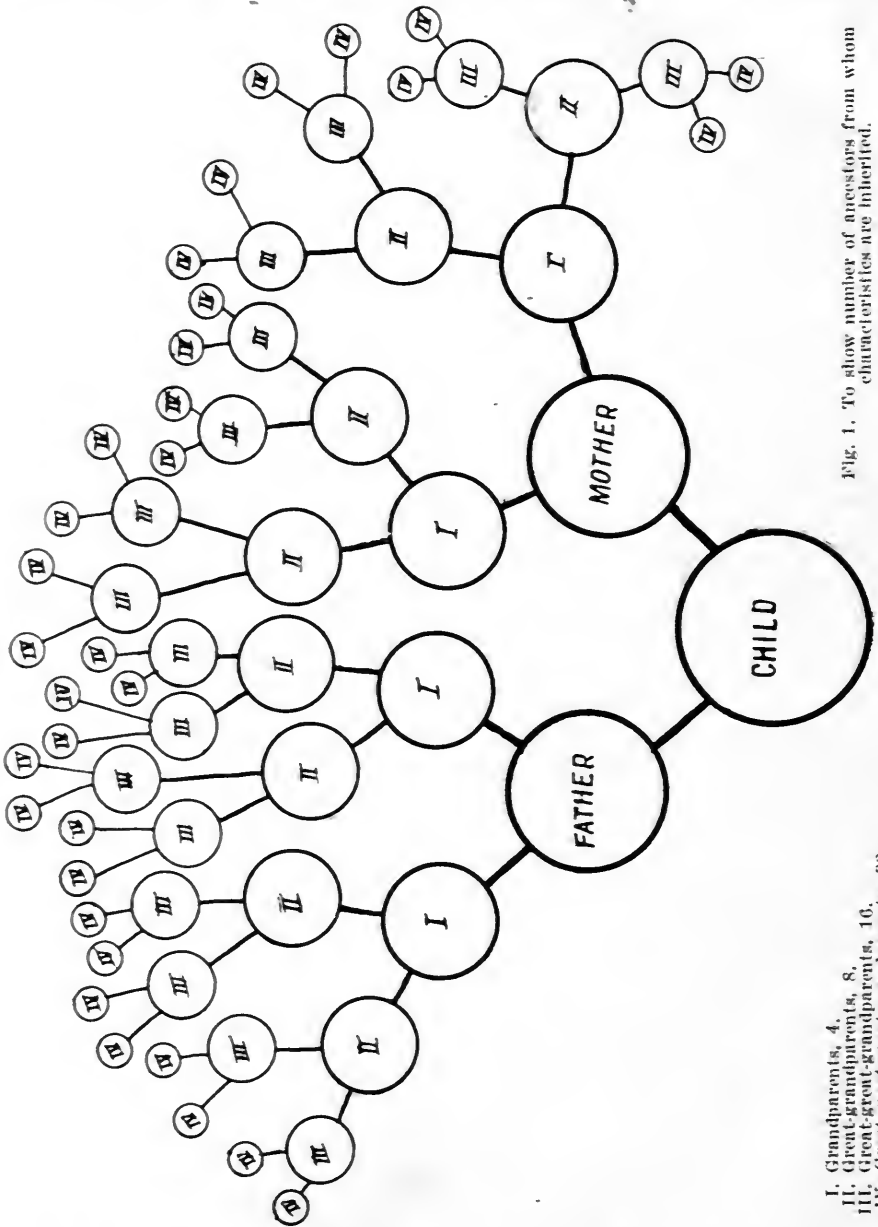 IV IV IV IV IV IV IV IV IV IV IV IV IV IV IV IV IV IV IV IV IV IV IV IV IV IV IV IV IV IV IV IV
III III III III III III III III III III III III III III III III
II II II II II II II II
I I I I
FATHER
MOTHER
CHILD
I. Grandparents, 4.
II. Great-grandparents, 8.
III. Great-great-grandparents, 16.
Fig. 1. To show number of ancestors from whom
characteristics are inherited.